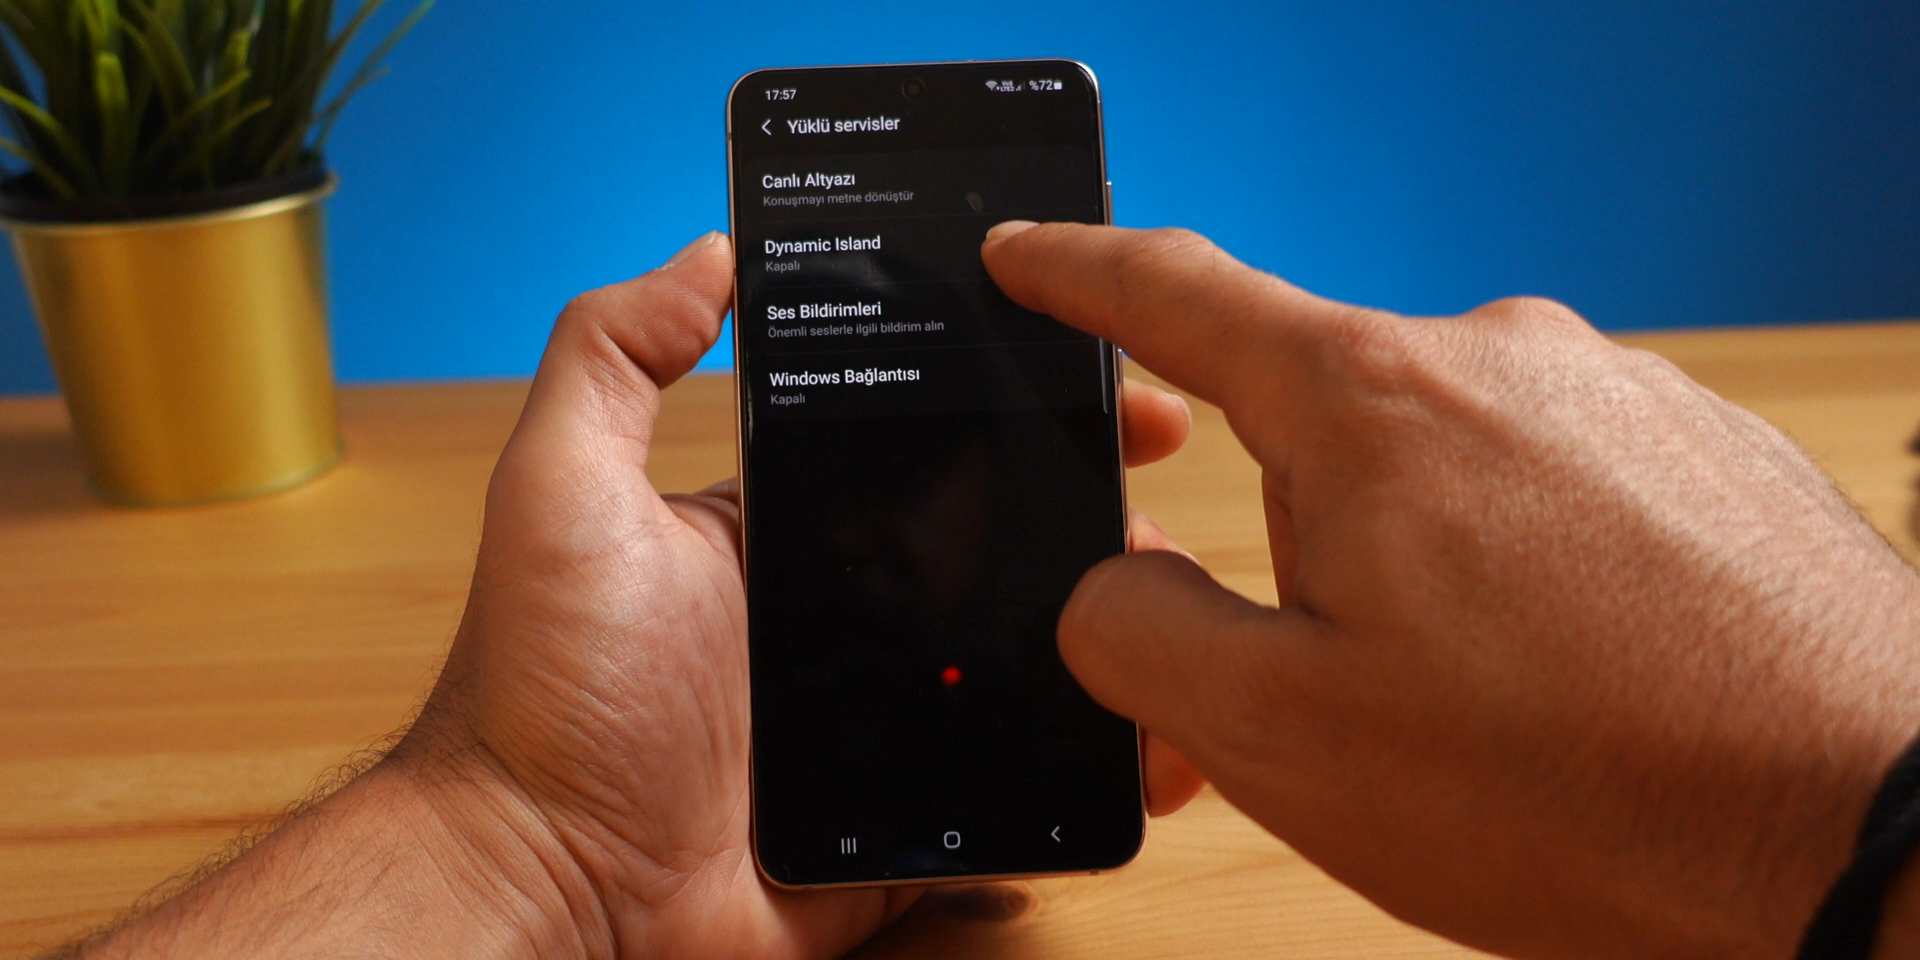 17:57
%72
Yüklü servisler
Canlı Altyazı
Konuşmayı metne dönüştür
Dynamic Island
Kapalı
Ses Bildirimleri
Önemli seslerle ilgili bildirim alın
Windows Bağlantısı
Kapalı